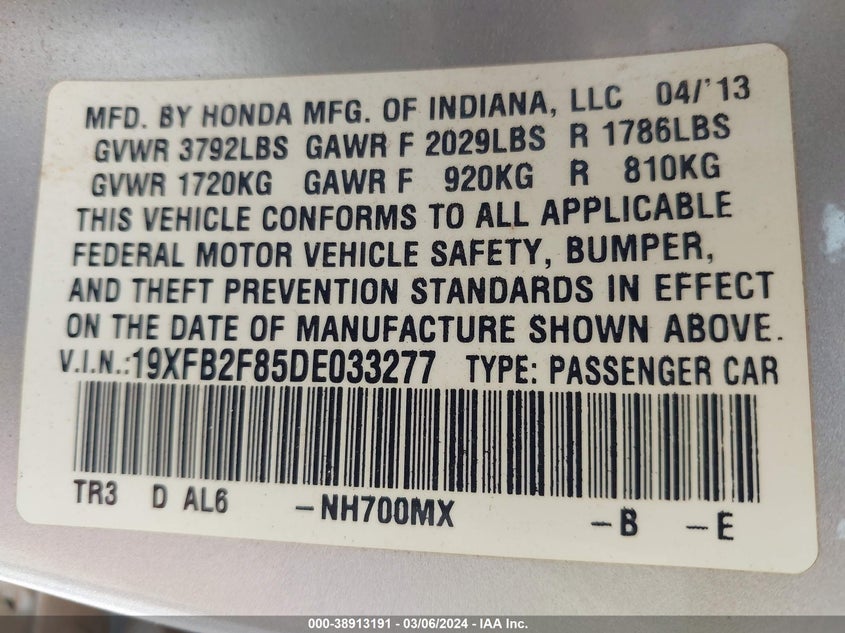 MFD. BY HONDA MFG. OF INDIANA, LLC 04/'13
GVWR 3792LBS GAWR F 2029LBS R 1786LBS
GVWR 1720KG GAWR F 920KG R 810KG
THIS VEHICLE CONFORMS TO ALL APPLICABLE
FEDERAL MOTOR VEHICLE SAFETY, BUMPER,
AND THEFT PREVENTION STANDARDS IN EFFECT
ON THE DATE OF MANUFACTURE SHOWN ABOVE.
V.I.N.:19XFB2F85DE033277 TYPE: PASSENGER CAR
TR3 D AL6 -NH700MX -B -E
000-38913191 - 03/06/2024 - IAA Inc.